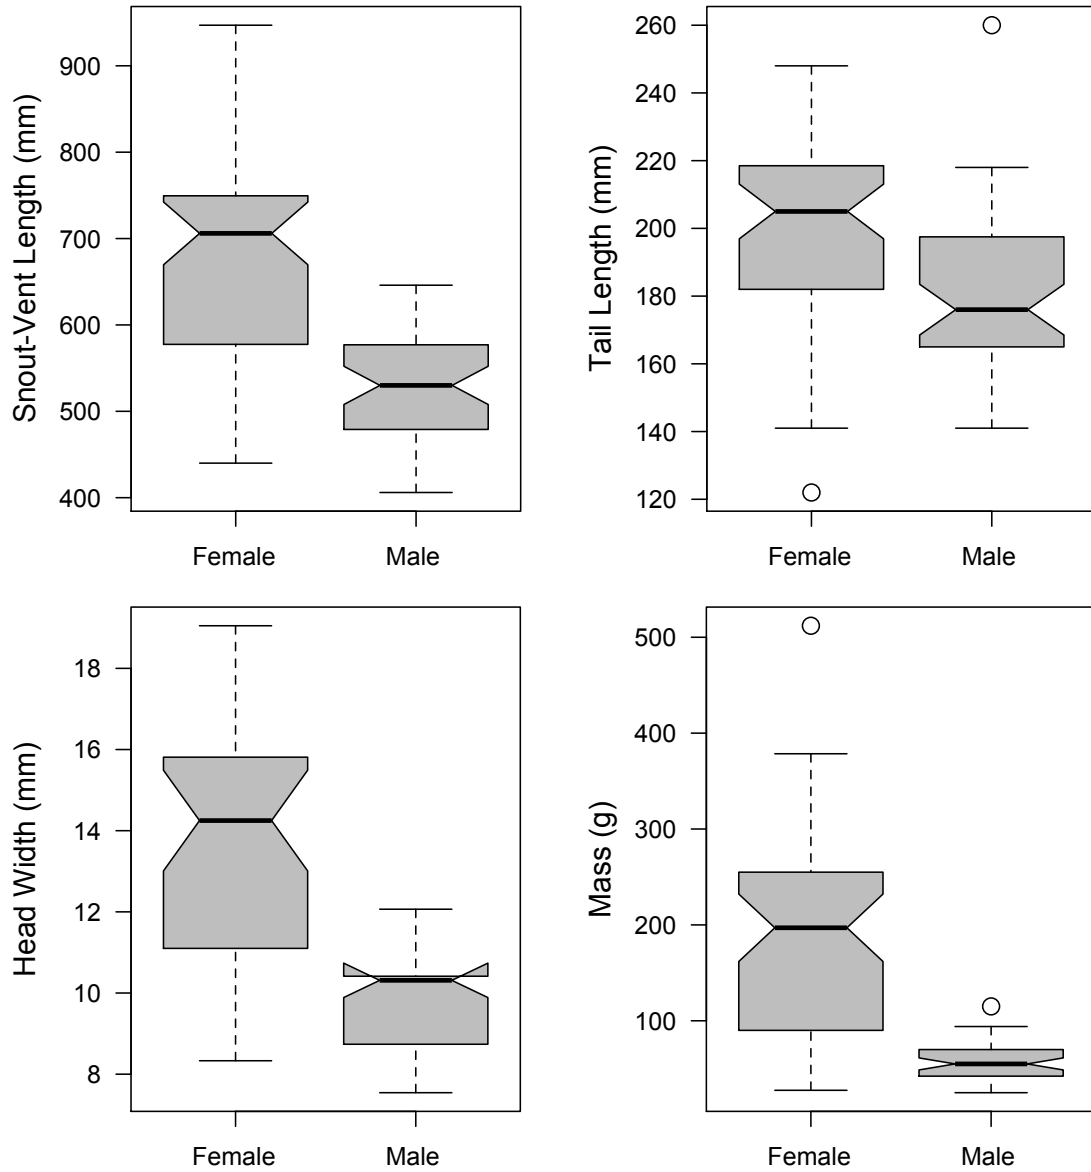 Snout-Vent Length (mm)
900
800
700
600
500
400
Female
Male
Tail Length (mm)
260
240
220
200
180
160
140
120
Female
Male
Head Width (mm)
18
16
14
12
10
8
Female
Male
Mass (g)
500
400
300
200
100
Female
Male